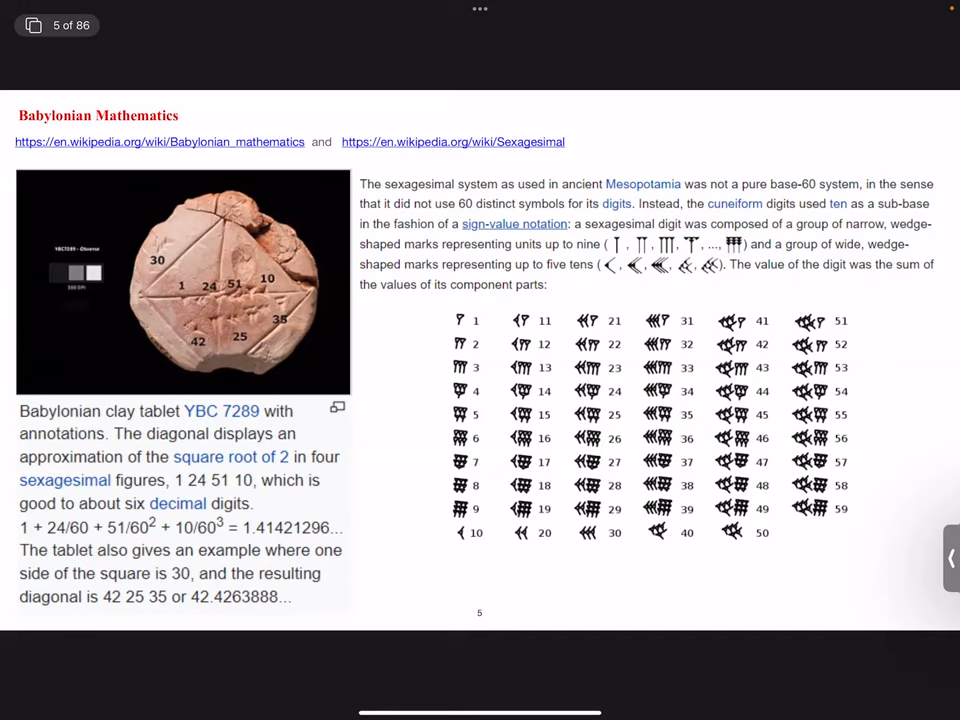 5 of 86
Babylonian Mathematics
https://en.wikipedia.org/wiki/Babylonian_mathematics and https://en.wikipedia.org/wiki/Sexagesimal
YBC7289 - Obverse
300 DPI
30
1 24 51 10
35
42 25
Babylonian clay tablet YBC 7289 with
annotations. The diagonal displays an
approximation of the square root of 2 in four
sexagesimal figures, 1 24 51 10, which is
good to about six decimal digits.
1 + 24/60 + 51/60² + 10/60³ = 1.41421296...
The tablet also gives an example where one
side of the square is 30, and the resulting
diagonal is 42 25 35 or 42.4263888...
The sexagesimal system as used in ancient Mesopotamia was not a pure base-60 system, in the sense
that it did not use 60 distinct symbols for its digits. Instead, the cuneiform digits used ten as a sub-base
in the fashion of a sign-value notation: a sexagesimal digit was composed of a group of narrow, wedge-
shaped marks representing units up to nine ( , , , , ..., ) and a group of wide, wedge-
shaped marks representing up to five tens ( , , , , ). The value of the digit was the sum of
the values of its component parts:
1 11 21 31 41 51
2 12 22 32 42 52
3 13 23 33 43 53
4 14 24 34 44 54
5 15 25 35 45 55
6 16 26 36 46 56
7 17 27 37 47 57
8 18 28 38 48 58
9 19 29 39 49 59
10 20 30 40 50
5